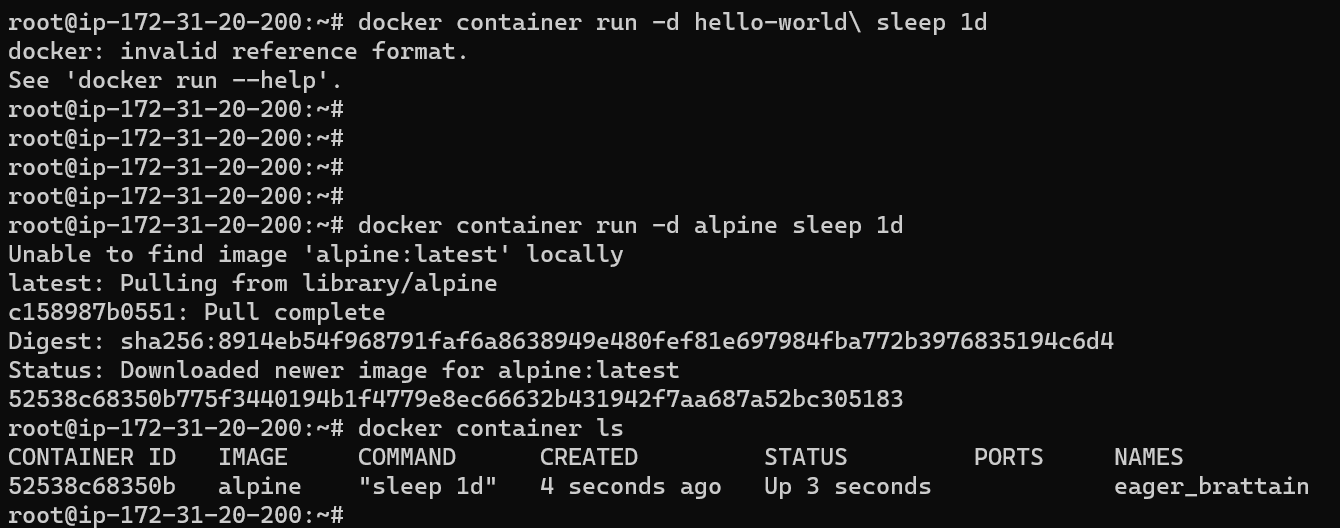 root@ip-172-31-20-200:~# docker container run -d hello-world\ sleep 1d
docker: invalid reference format.
See 'docker run --help'.
root@ip-172-31-20-200:~#
root@ip-172-31-20-200:~#
root@ip-172-31-20-200:~#
root@ip-172-31-20-200:~#
root@ip-172-31-20-200:~# docker container run -d alpine sleep 1d
Unable to find image 'alpine:latest' locally
latest: Pulling from library/alpine
c158987b0551: Pull complete
Digest: sha256:8914eb54f968791faf6a8638949e480fef81e697984fba772b3976835194c6d4
Status: Downloaded newer image for alpine:latest
52538c68350b775f3440194b1f4779e8ec66632b431942f7aa687a52bc305183
root@ip-172-31-20-200:~# docker container ls
CONTAINER ID   IMAGE     COMMAND      CREATED         STATUS         PORTS     NAMES
52538c68350b   alpine    "sleep 1d"   4 seconds ago   Up 3 seconds             eager_brattain
root@ip-172-31-20-200:~#